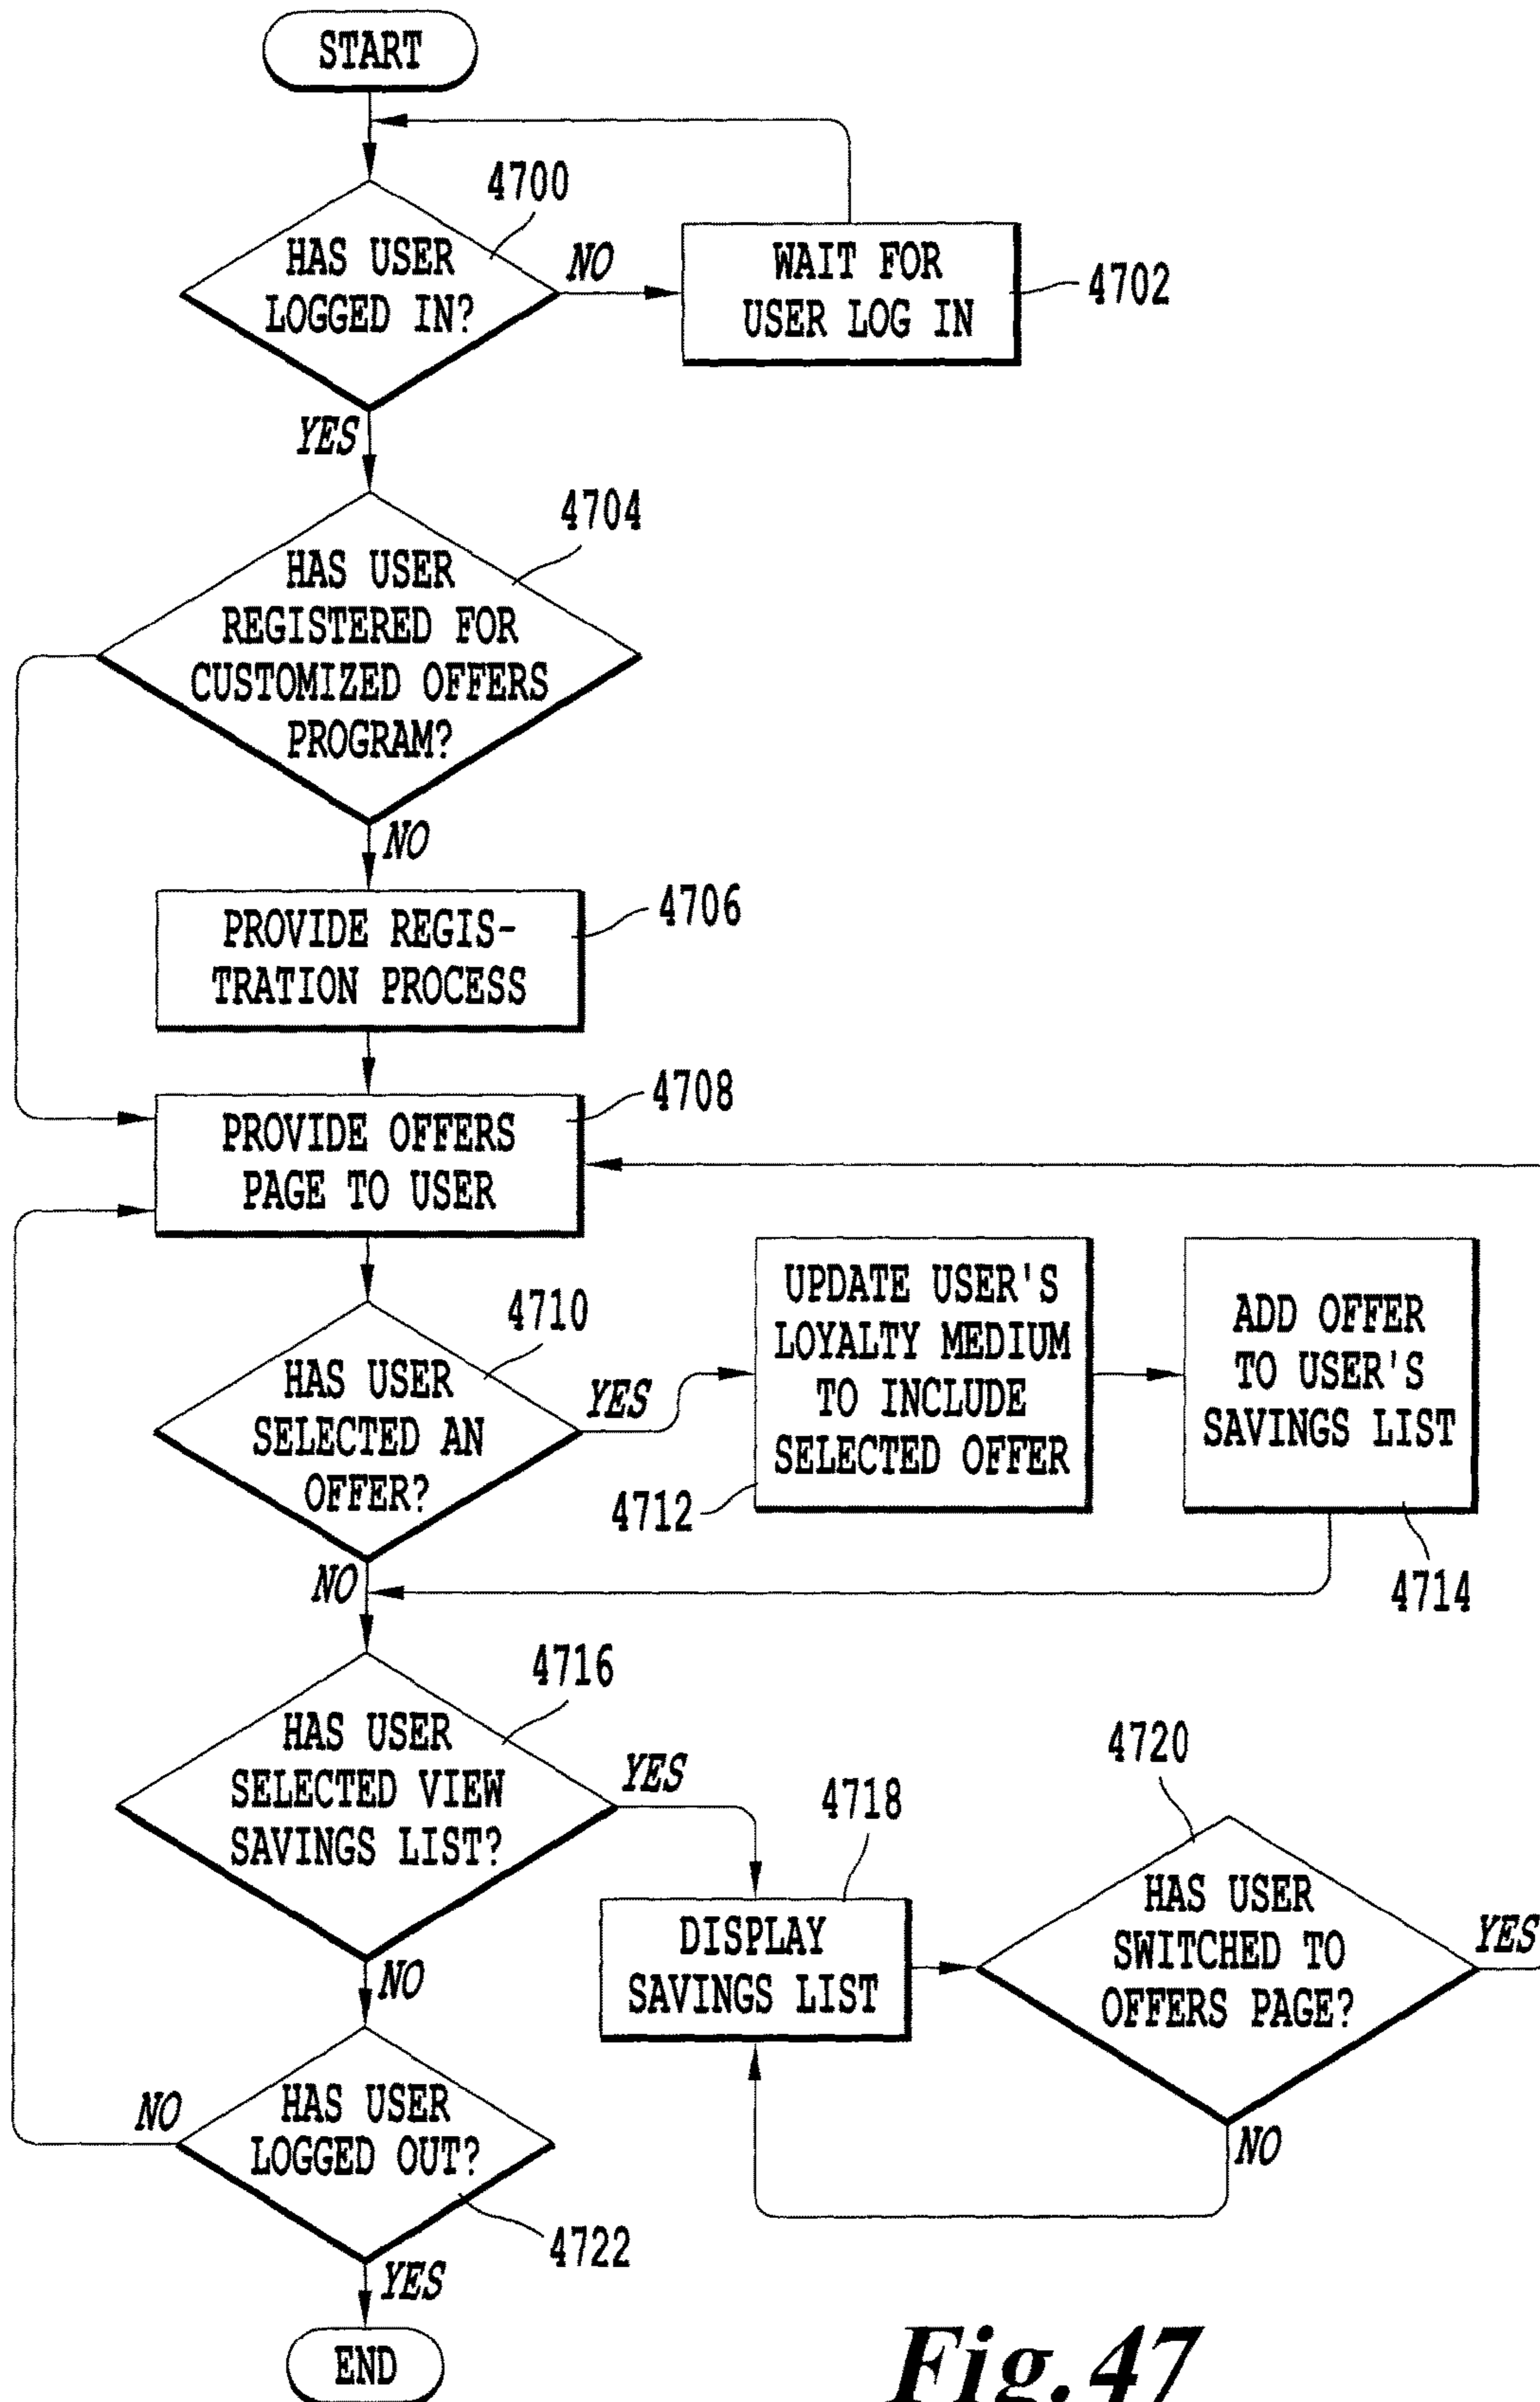 START
4700
HAS USER
LOGGED IN?
NO
WAIT FOR
USER LOG IN
4702
YES
4704
HAS USER
REGISTERED FOR
CUSTOMIZED OFFERS
PROGRAM?
NO
4706
PROVIDE REGIS-
TRATION PROCESS
4708
PROVIDE OFFERS
PAGE TO USER
4710
HAS USER
SELECTED AN
OFFER?
YES
UPDATE USER'S
LOYALTY MEDIUM
TO INCLUDE
SELECTED OFFER
4712
ADD OFFER
TO USER'S
SAVINGS LIST
4714
NO
4716
HAS USER
SELECTED VIEW
SAVINGS LIST?
YES
4718
DISPLAY
SAVINGS LIST
4720
HAS USER
SWITCHED TO
OFFERS PAGE?
YES
NO
NO
HAS USER
LOGGED OUT?
NO
4722
YES
END
Fig. 47